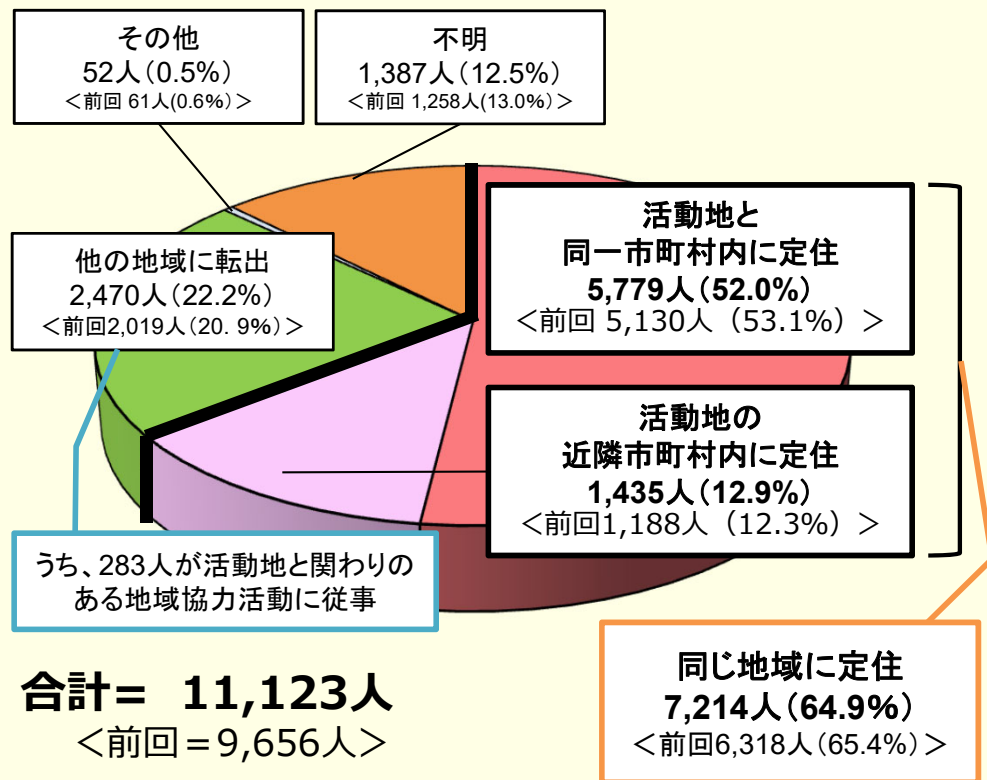 その他
52人(0.5%)
＜前回 61人(0.6%)＞
不明
1,387人(12.5%)
＜前回 1,258人(13.0%)＞
活動地と
同一市町村内に定住
5,779人(52.0%)
＜前回 5,130人（53.1%）＞
他の地域に転出
2,470人(22.2%)
＜前回2,019人(20. 9%)＞
活動地の
近隣市町村内に定住
1,435人(12.9%)
＜前回1,188人（12.3%）＞
うち、283人が活動地と関わりの
ある地域協力活動に従事
同じ地域に定住
7,214人(64.9%)
＜前回6,318人(65.4%)＞
合計= 11,123人
＜前回＝9,656人＞